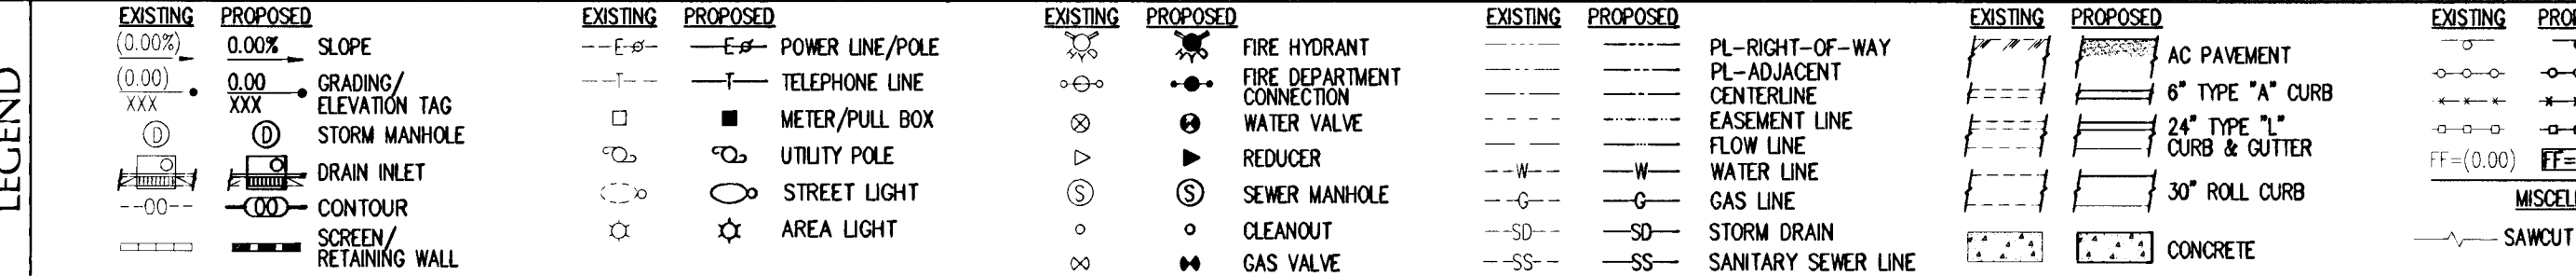 LEGEND
EXISTING PROPOSED
(0.00%) 0.00% SLOPE
(0.00) 0.00 GRADING/
XXX XXX ELEVATION TAG
D D STORM MANHOLE
DRAIN INLET
--OO-- OO CONTOUR
SCREEN/
RETAINING WALL
EXISTING PROPOSED
E E POWER LINE/POLE
T T TELEPHONE LINE
METER/PULL BOX
UTILITY POLE
STREET LIGHT
AREA LIGHT
EXISTING PROPOSED
FIRE HYDRANT
FIRE DEPARTMENT
CONNECTION
WATER VALVE
REDUCER
S S SEWER MANHOLE
CLEANOUT
GAS VALVE
EXISTING PROPOSED
PL-RIGHT-OF-WAY
PL-ADJACENT
CENTERLINE
EASEMENT LINE
FLOW LINE
W W WATER LINE
G G GAS LINE
SD SD STORM DRAIN
SS SS SANITARY SEWER LINE
EXISTING PROPOSED
AC PAVEMENT
6" TYPE "A" CURB
24" TYPE "L"
CURB & GUTTER
30" ROLL CURB
CONCRETE
EXISTING
FF=(0.00) FF=
SAWCUT